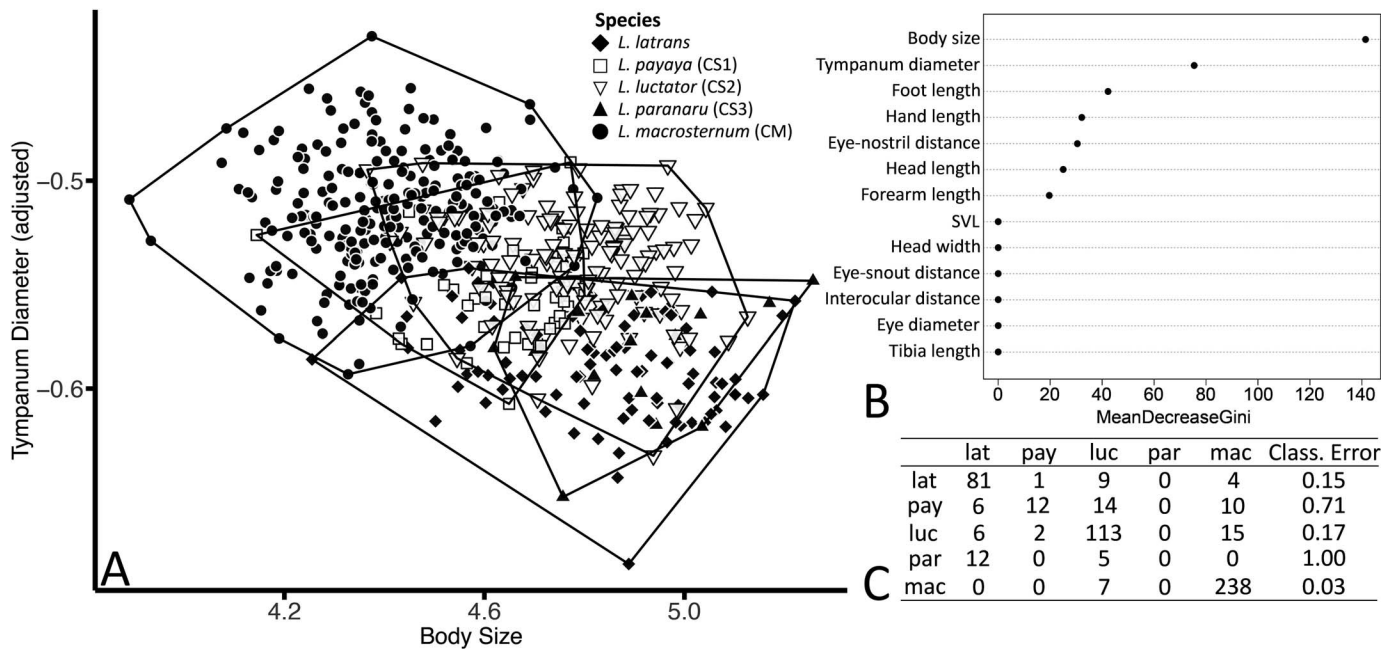 Species
L. latrans
L. payaya (CS1)
L. luctator (CS2)
L. paranaru (CS3)
L. macrosternum (CM)
Tympanum Diameter (adjusted)
−0.5
−0.6
4.2 4.6 5.0
Body Size
A
Body size
Tympanum diameter
Foot length
Hand length
Eye-nostril distance
Head length
Forearm length
SVL
Head width
Eye-snout distance
Interocular distance
Eye diameter
Tibia length
0 20 40 60 80 100 120 140
MeanDecreaseGini
B
lat pay luc par mac Class. Error
lat 81 1 9 0 4 0.15
pay 6 12 14 0 10 0.71
luc 6 2 113 0 15 0.17
par 12 0 5 0 0 1.00
mac 0 0 7 0 238 0.03
C